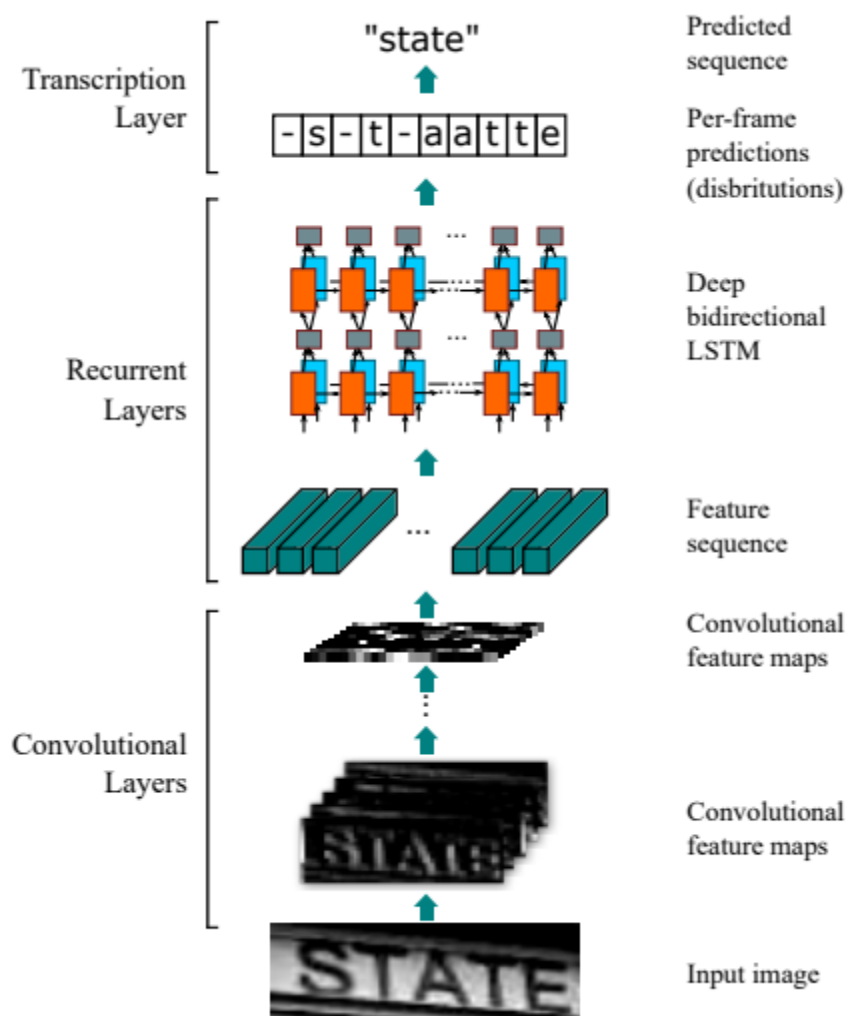 "state"
Predicted
sequence
Transcription
Layer
-s-t-aatte
Per-frame
predictions
(disbritutions)
...
Deep
bidirectional
LSTM
...
Recurrent
Layers
...
Feature
sequence
Convolutional
feature maps
Convolutional
Layers
STATE
Convolutional
feature maps
STATE
Input image